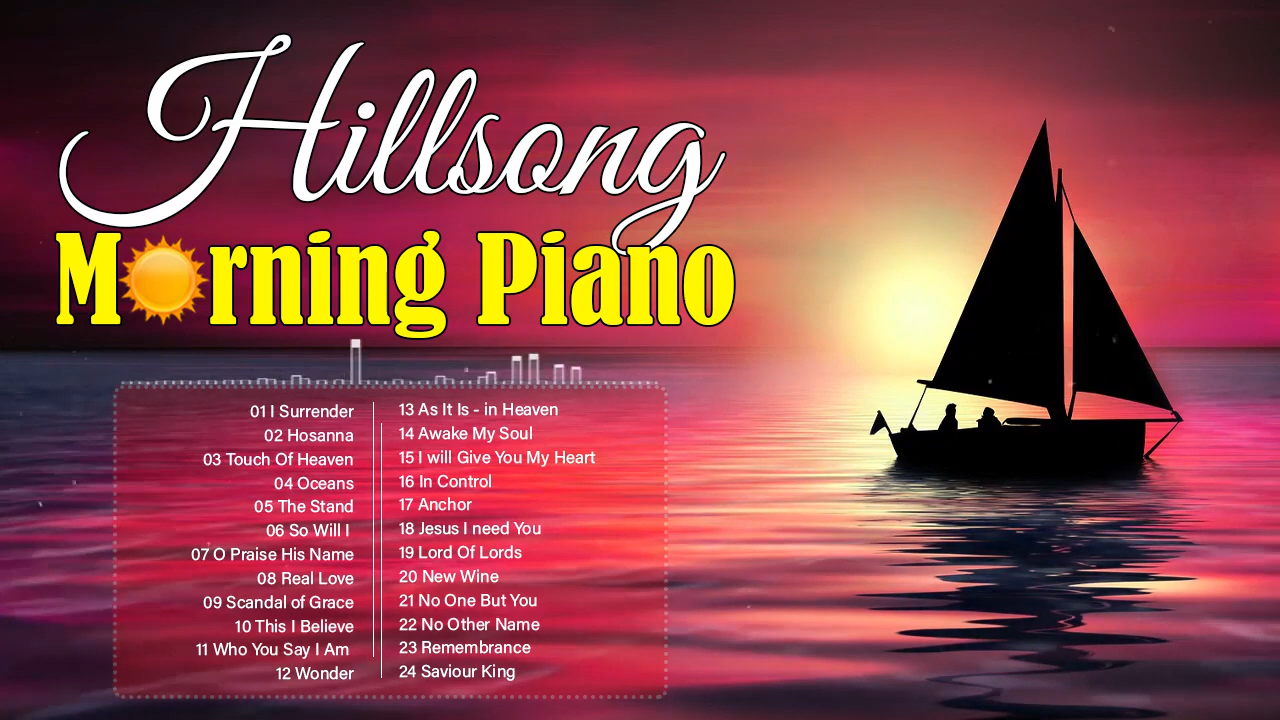 Hillsong
Morning Piano
01 I Surrender
02 Hosanna
03 Touch Of Heaven
04 Oceans
05 The Stand
06 So Will I
07 O Praise His Name
08 Real Love
09 Scandal of Grace
10 This I Believe
11 Who You Say I Am
12 Wonder
13 As It Is - in Heaven
14 Awake My Soul
15 I will Give You My Heart
16 In Control
17 Anchor
18 Jesus I need You
19 Lord Of Lords
20 New Wine
21 No One But You
22 No Other Name
23 Remembrance
24 Saviour King